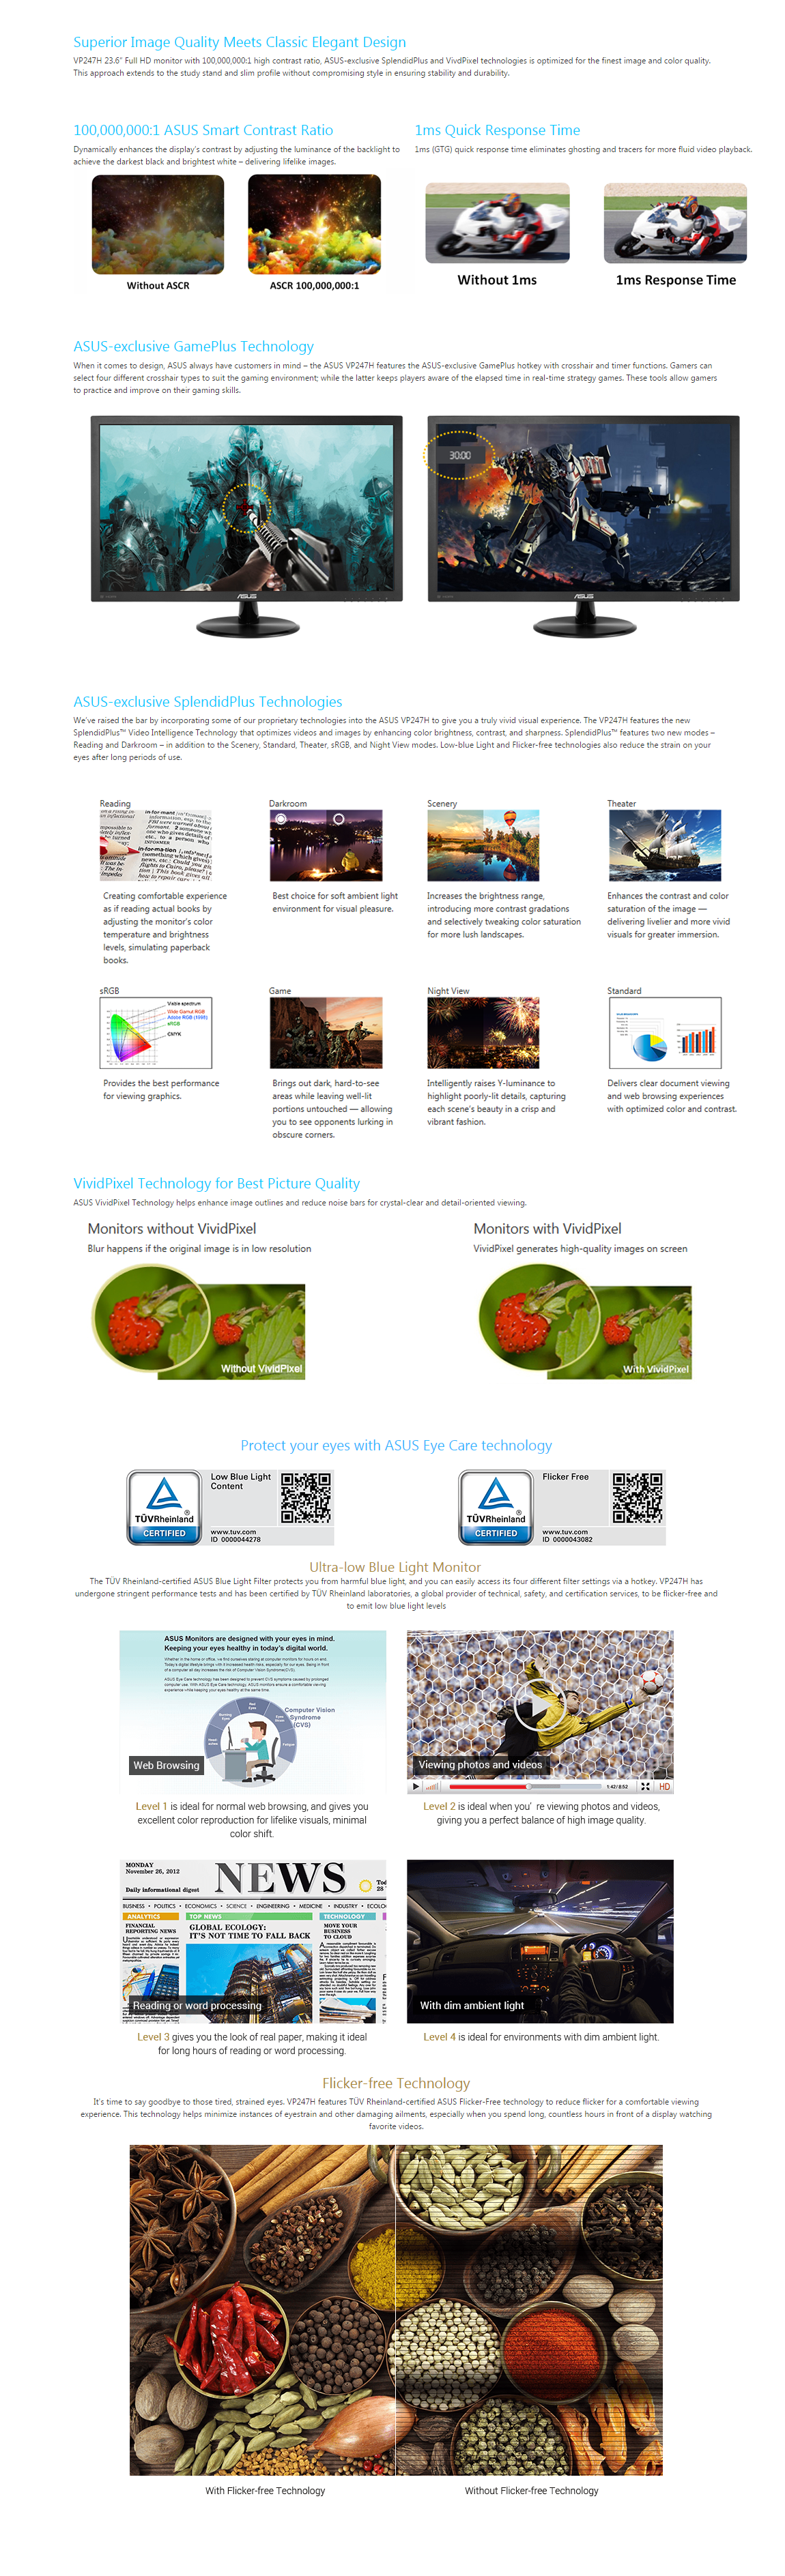 Superior Image Quality Meets Classic Elegant Design
VP247H 23.6" Full HD monitor with 100,000,000:1 high contrast ratio, ASUS-exclusive SplendidPlus and VivdPixel technologies is optimized for the finest image and color quality.
This approach extends to the study stand and slim profile without compromising style in ensuring stability and durability.
100,000,000:1 ASUS Smart Contrast Ratio
Dynamically enhances the display's contrast by adjusting the luminance of the backlight to
achieve the darkest black and brightest white – delivering lifelike images.
Without ASCR
ASCR 100,000,000:1
1ms Quick Response Time
1ms (GTG) quick response time eliminates ghosting and tracers for more fluid video playback.
Without 1ms
1ms Response Time
ASUS-exclusive GamePlus Technology
When it comes to design, ASUS always have customers in mind – the ASUS VP247H features the ASUS-exclusive GamePlus hotkey with crosshair and timer functions. Gamers can
select four different crosshair types to suit the gaming environment; while the latter keeps players aware of the elapsed time in real-time strategy games. These tools allow gamers
to practice and improve on their gaming skills.
30:00
ASUS
ASUS
ASUS-exclusive SplendidPlus Technologies
We've raised the bar by incorporating some of our proprietary technologies into the ASUS VP247H to give you a truly vivid visual experience. The VP247H features the new
SplendidPlus™ Video Intelligence Technology that optimizes videos and images by enhancing color brightness, contrast, and sharpness. SplendidPlus™ features two new modes –
Reading and Darkroom – in addition to the Scenery, Standard, Theater, sRGB, and Night View modes. Low-blue Light and Flicker-free technologies also reduce the strain on your
eyes after long periods of use.
Reading
Creating comfortable experience
as if reading actual books by
adjusting the monitor's color
temperature and brightness
levels, simulating paperback
books.
Darkroom
Best choice for soft ambient light
environment for visual pleasure.
Scenery
Increases the brightness range,
introducing more contrast gradations
and selectively tweaking color saturation
for more lush landscapes.
Theater
Enhances the contrast and color
saturation of the image —
delivering livelier and more vivid
visuals for greater immersion.
sRGB
Visible spectrum
Wide Gamut RGB
Adobe RGB (1998)
sRGB
CMYK
Provides the best performance
for viewing graphics.
Game
Brings out dark, hard-to-see
areas while leaving well-lit
portions untouched — allowing
you to see opponents lurking in
obscure corners.
Night View
Intelligently raises Y-luminance to
highlight poorly-lit details, capturing
each scene's beauty in a crisp and
vibrant fashion.
Standard
Delivers clear document viewing
and web browsing experiences
with optimized color and contrast.
VividPixel Technology for Best Picture Quality
ASUS VividPixel Technology helps enhance image outlines and reduce noise bars for crystal-clear and detail-oriented viewing.
Monitors without VividPixel
Blur happens if the original image is in low resolution
Without VividPixel
Monitors with VividPixel
VividPixel generates high-quality images on screen
With VividPixel
Protect your eyes with ASUS Eye Care technology
TÜVRheinland
CERTIFIED
Low Blue Light
Content
www.tuv.com
ID 0000044278
TÜVRheinland
CERTIFIED
Flicker Free
www.tuv.com
ID 0000043082
Ultra-low Blue Light Monitor
The TÜV Rheinland-certified ASUS Blue Light Filter protects you from harmful blue light, and you can easily access its four different filter settings via a hotkey. VP247H has
undergone stringent performance tests and has been certified by TÜV Rheinland laboratories, a global provider of technical, safety, and certification services, to be flicker-free and
to emit low blue light levels
ASUS Monitors are designed with your eyes in mind.
Keeping your eyes healthy in today's digital world.
Computer Vision
Syndrome
(CVS)
Web Browsing
Level 1 is ideal for normal web browsing, and gives you
excellent color reproduction for lifelike visuals, minimal
color shift.
Viewing photos and videos
1:42/8:52
HD
Level 2 is ideal when you' re viewing photos and videos,
giving you a perfect balance of high image quality.
MONDAY
November 26, 2012
Daily informational digest
NEWS
BUSINESS • POLITICS • ECONOMICS • SCIENCE • ENGINEERING • MEDICINE • INDUSTRY • ECOLO
ANALYTICS
TOP NEWS
TECHNOLOGY
FINANCIAL
REPORTING NEWS
GLOBAL ECOLOGY:
IT'S NOT TIME TO FALL BACK
MOVE YOUR
BUSINESS
TO CLOUD
Reading or word processing
Level 3 gives you the look of real paper, making it ideal
for long hours of reading or word processing.
With dim ambient light
Level 4 is ideal for environments with dim ambient light.
Flicker-free Technology
It's time to say goodbye to those tired, strained eyes. VP247H features TÜV Rheinland-certified ASUS Flicker-Free technology to reduce flicker for a comfortable viewing
experience. This technology helps minimize instances of eyestrain and other damaging ailments, especially when you spend long, countless hours in front of a display watching
favorite videos.
With Flicker-free Technology
Without Flicker-free Technology